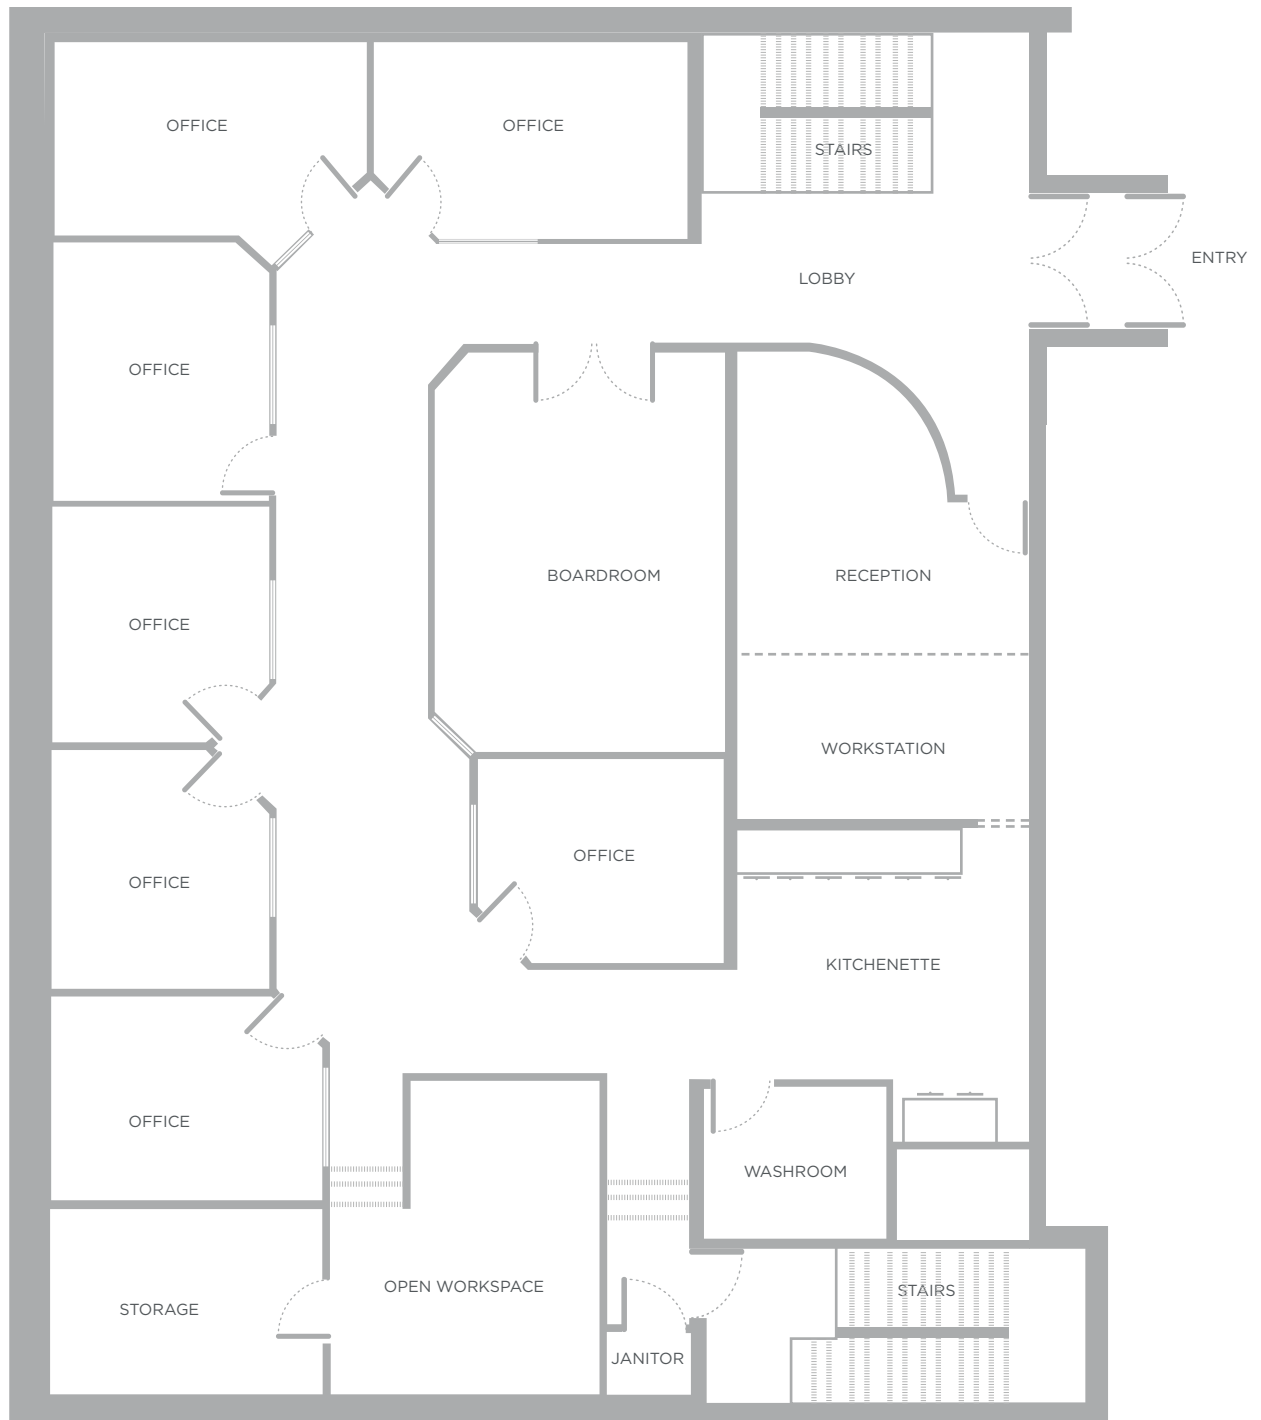 OFFICE
OFFICE
STAIRS
ENTRY
LOBBY
OFFICE
BOARDROOM
RECEPTION
OFFICE
WORKSTATION
OFFICE
OFFICE
KITCHENETTE
OFFICE
WASHROOM
OPEN WORKSPACE
STAIRS
STORAGE
JANITOR